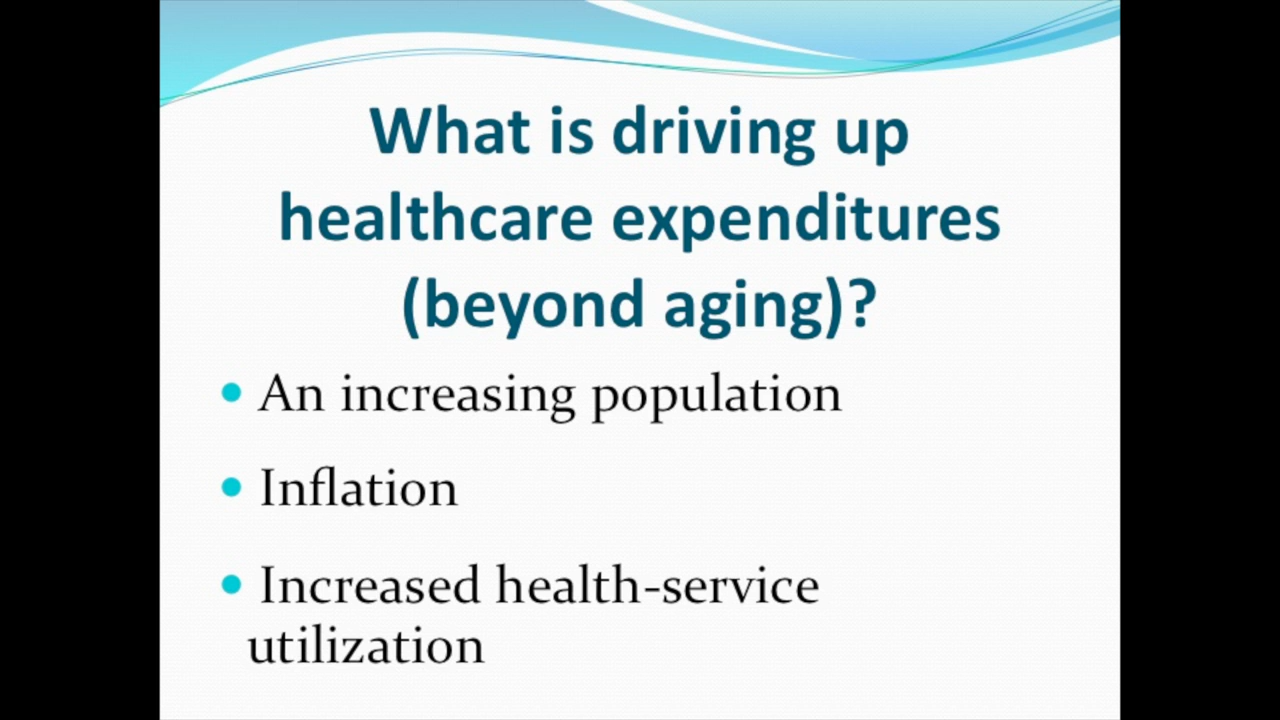 What is driving up
healthcare expenditures
(beyond aging)?
• An increasing population
• Inflation
• Increased health-service
utilization